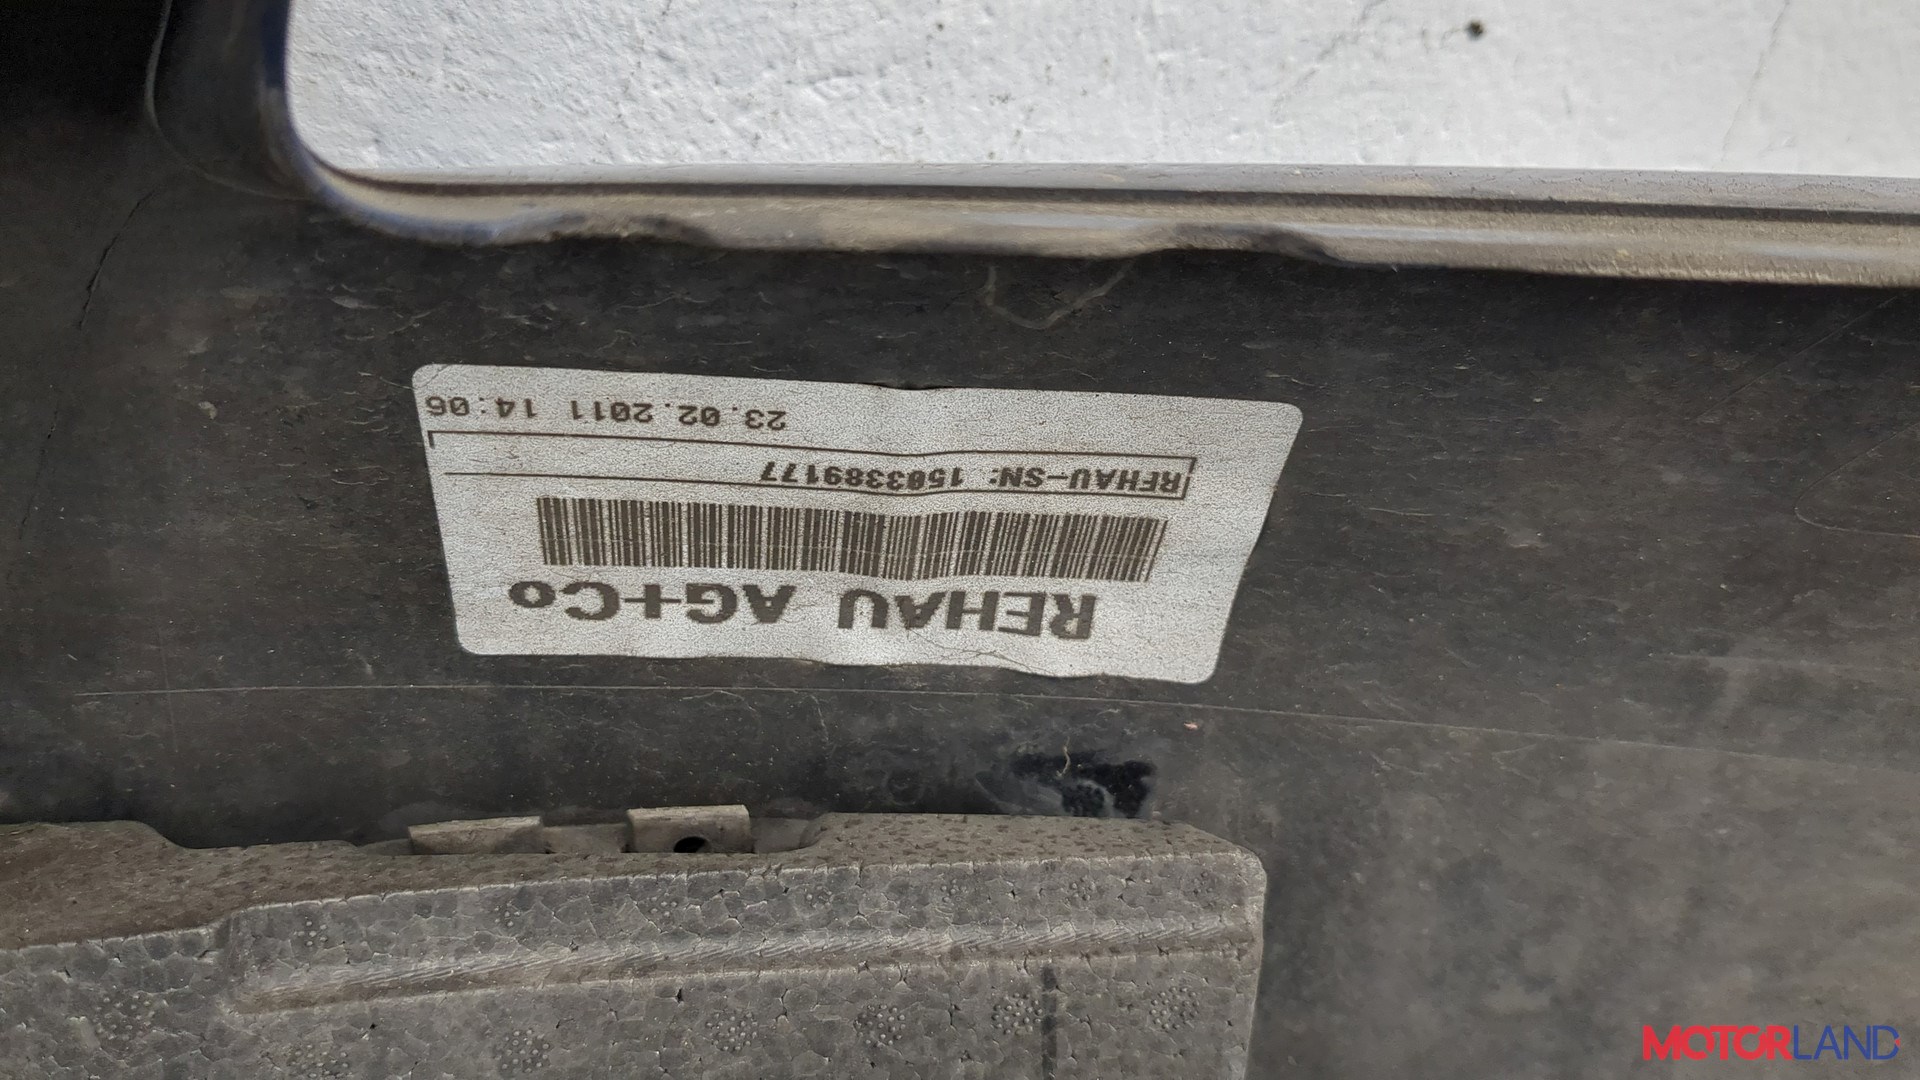 REHAU AG+Co
REHAU-SN: 1503389177
23.02.2011 14:06
MOTORLAND